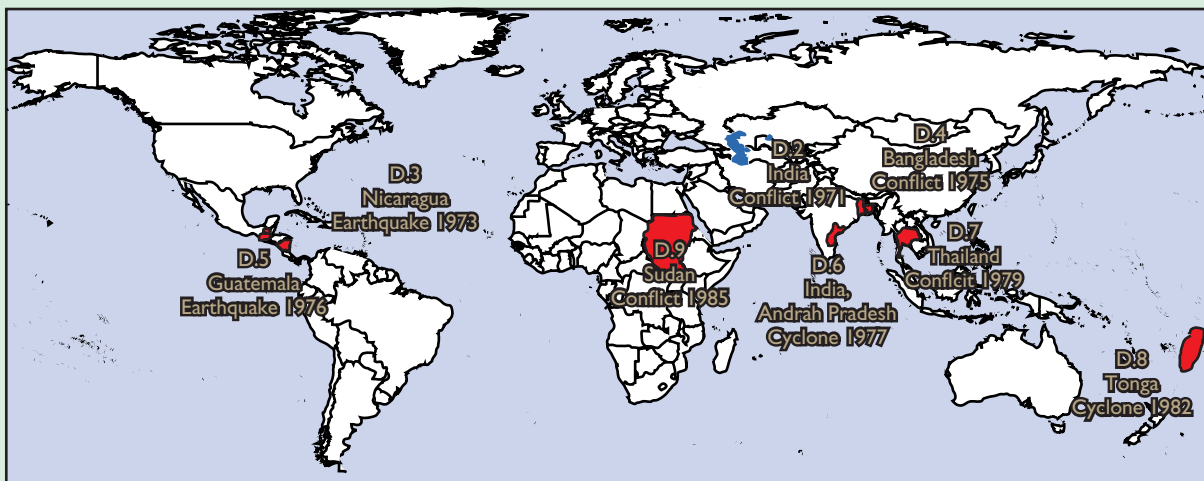 D.3
Nicaragua
Earthquake 1973
D.5
Guatemala
Earthquake 1976
D.9
Sudan
Conflict 1985
D.2
India
Conflict 1971
D.4
Bangladesh
Conflict 1975
D.6
India,
Andrah Pradesh
Cyclone 1977
D.7
Thailand
Conflcit 1979
D.8
Tonga
Cyclone 1982